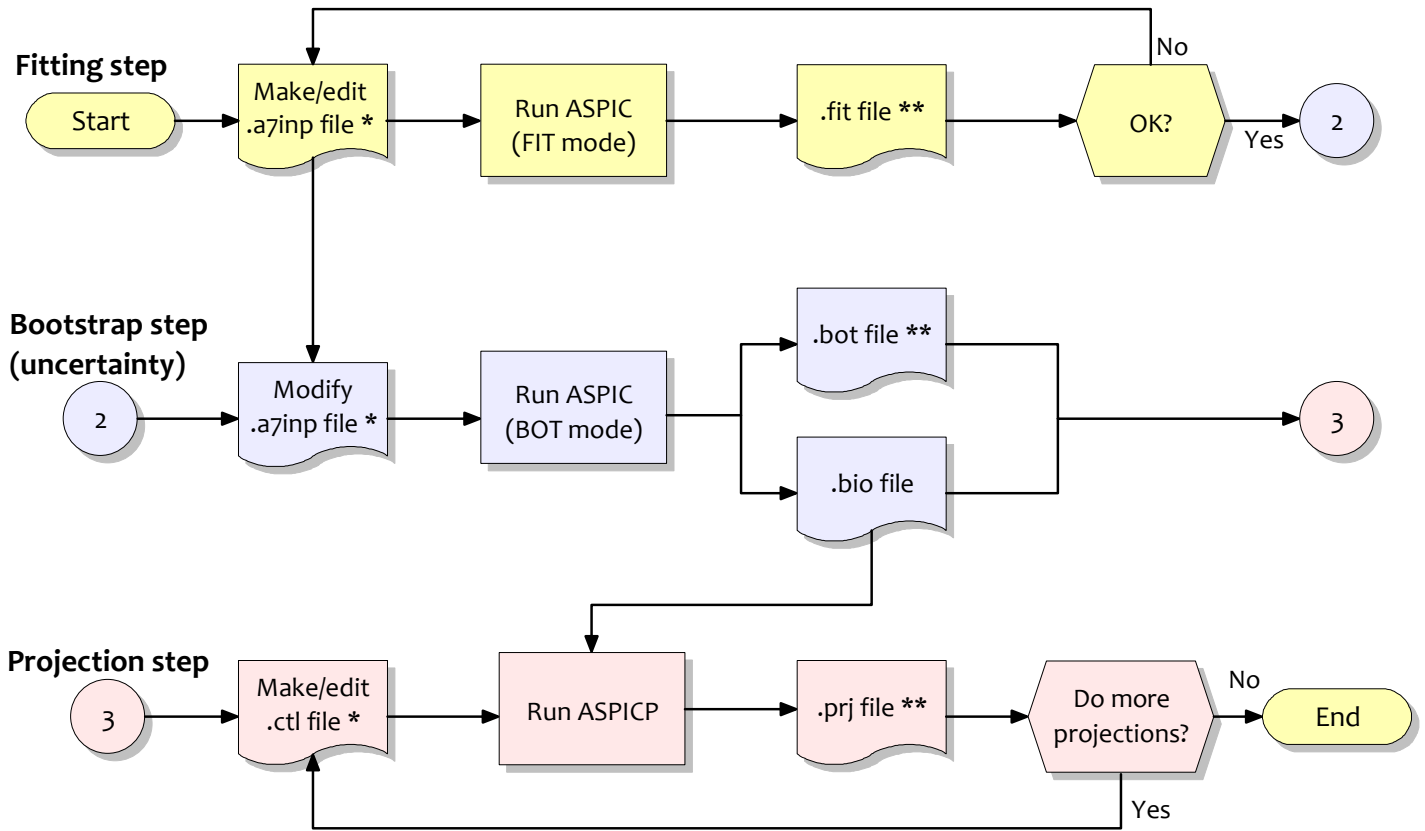 Fitting step
Start
Make/edit
.a7inp file *
Run ASPIC
(FIT mode)
.fit file **
OK?
No
Yes
2
Bootstrap step
(uncertainty)
2
Modify
.a7inp file *
Run ASPIC
(BOT mode)
.bot file **
.bio file
3
Projection step
3
Make/edit
.ctl file *
Run ASPICP
.prj file **
Do more
projections?
No
End
Yes